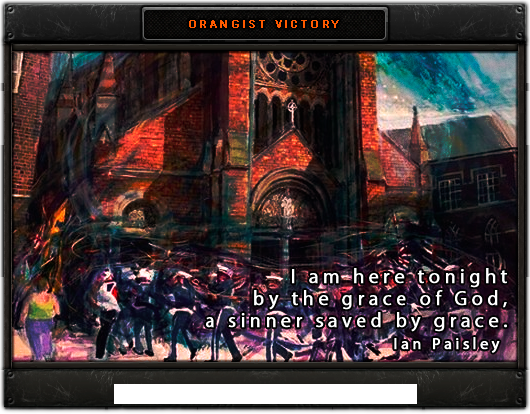 ORANGIST VICTORY
I am here tonight
by the grace of God,
a sinner saved by grace.
Ian Paisley